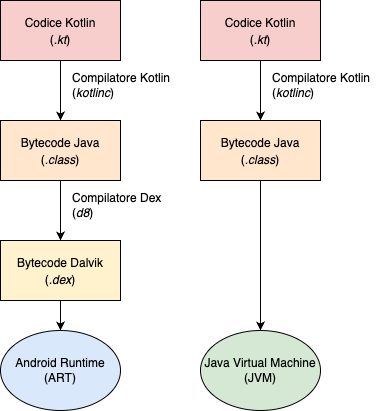 Codice Kotlin
(.kt)
Compilatore Kotlin
(kotlinc)
Bytecode Java
(.class)
Compilatore Dex
(d8)
Bytecode Dalvik
(.dex)
Android Runtime
(ART)
Codice Kotlin
(.kt)
Compilatore Kotlin
(kotlinc)
Bytecode Java
(.class)
Java Virtual Machine
(JVM)